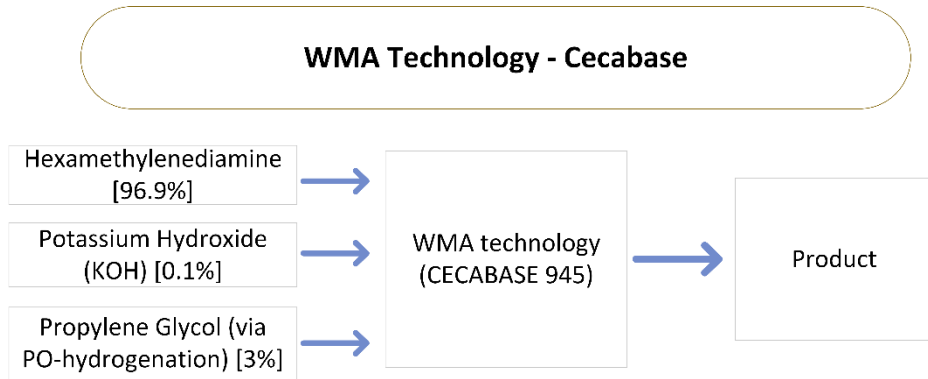 WMA Technology - Cecabase
Hexamethylenediamine
[96.9%]
Potassium Hydroxide
(KOH) [0.1%]
Propylene Glycol (via
PO-hydrogenation) [3%]
WMA technology
(CECABASE 945)
Product